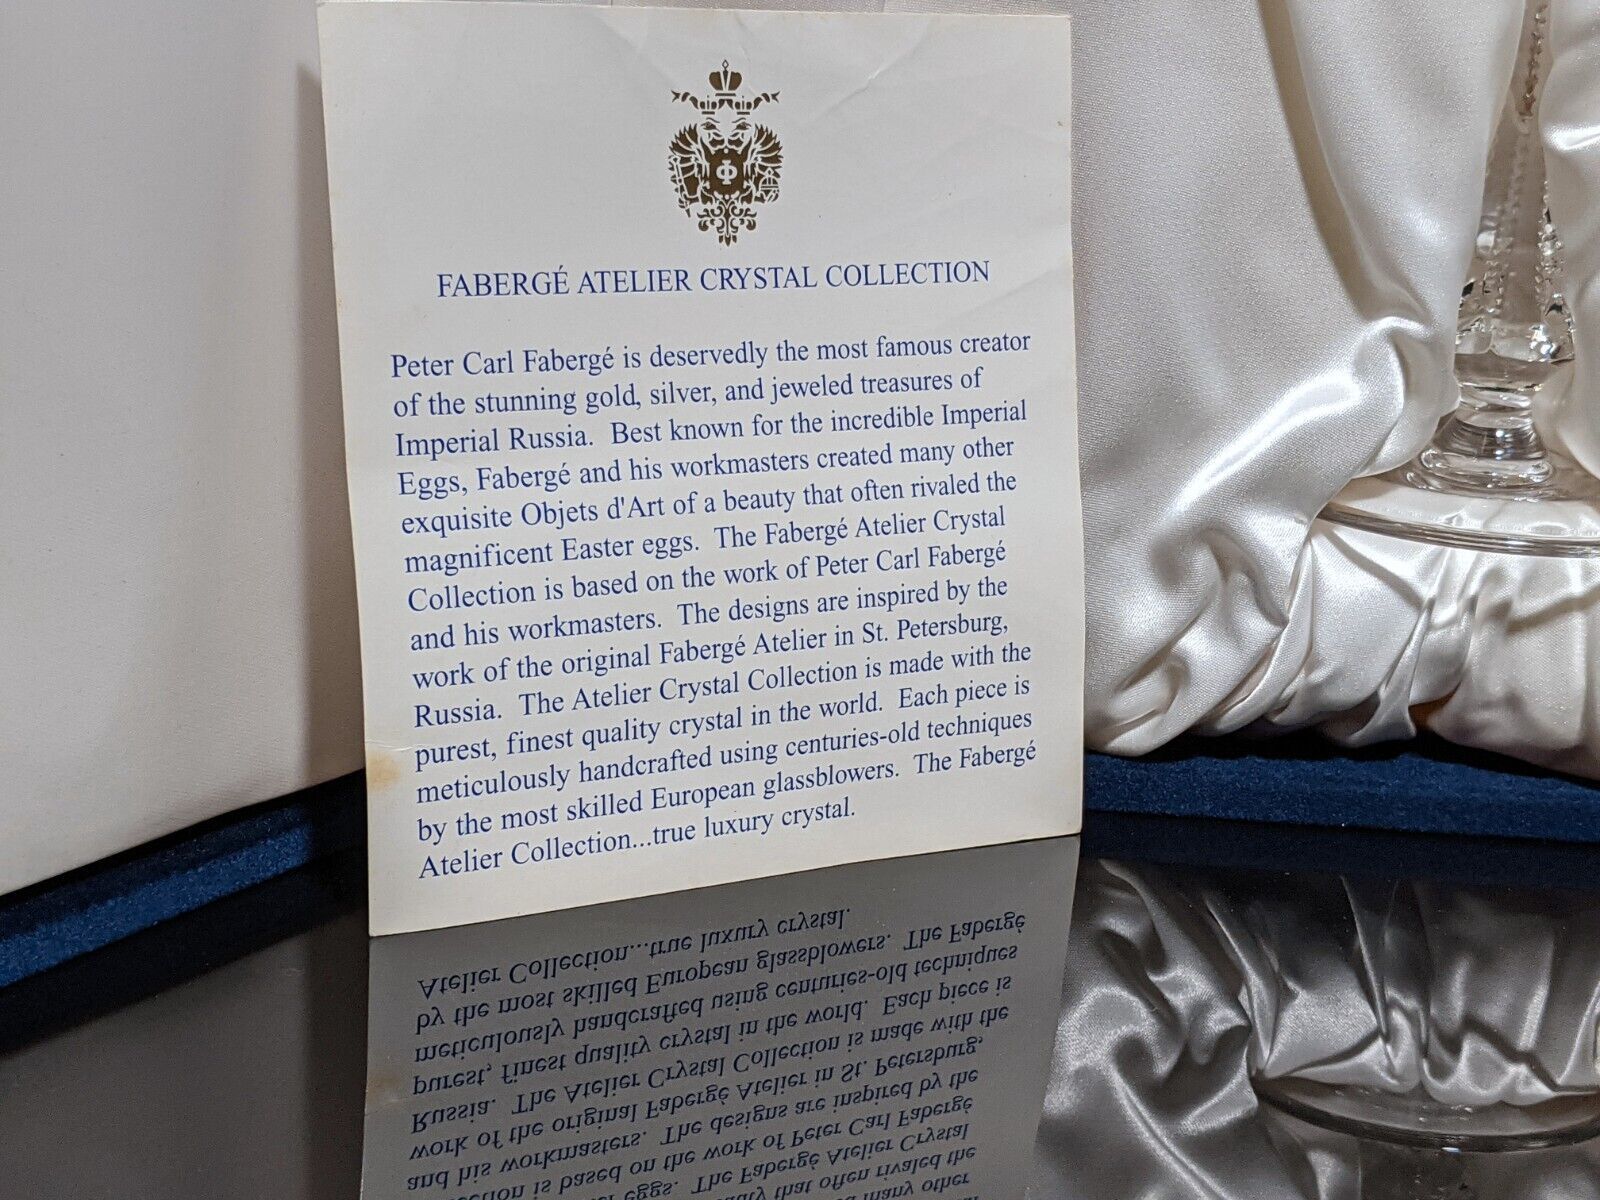 Ф
FABERGÉ ATELIER CRYSTAL COLLECTION
Peter Carl Fabergé is deservedly the most famous creator
of the stunning gold, silver, and jeweled treasures of
Imperial Russia. Best known for the incredible Imperial
Eggs, Fabergé and his workmasters created many other
exquisite Objets d'Art of a beauty that often rivaled the
magnificent Easter eggs. The Fabergé Atelier Crystal
Collection is based on the work of Peter Carl Fabergé
and his workmasters. The designs are inspired by the
work of the original Fabergé Atelier in St. Petersburg,
Russia. The Atelier Crystal Collection is made with the
purest, finest quality crystal in the world. Each piece is
meticulously handcrafted using centuries-old techniques
by the most skilled European glassblowers. The Fabergé
Atelier Collection...true luxury crystal.